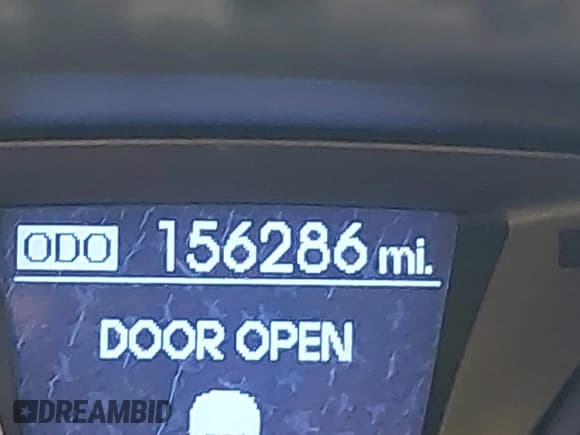 ODO 156286 mi.
DOOR OPEN
DREAMBID